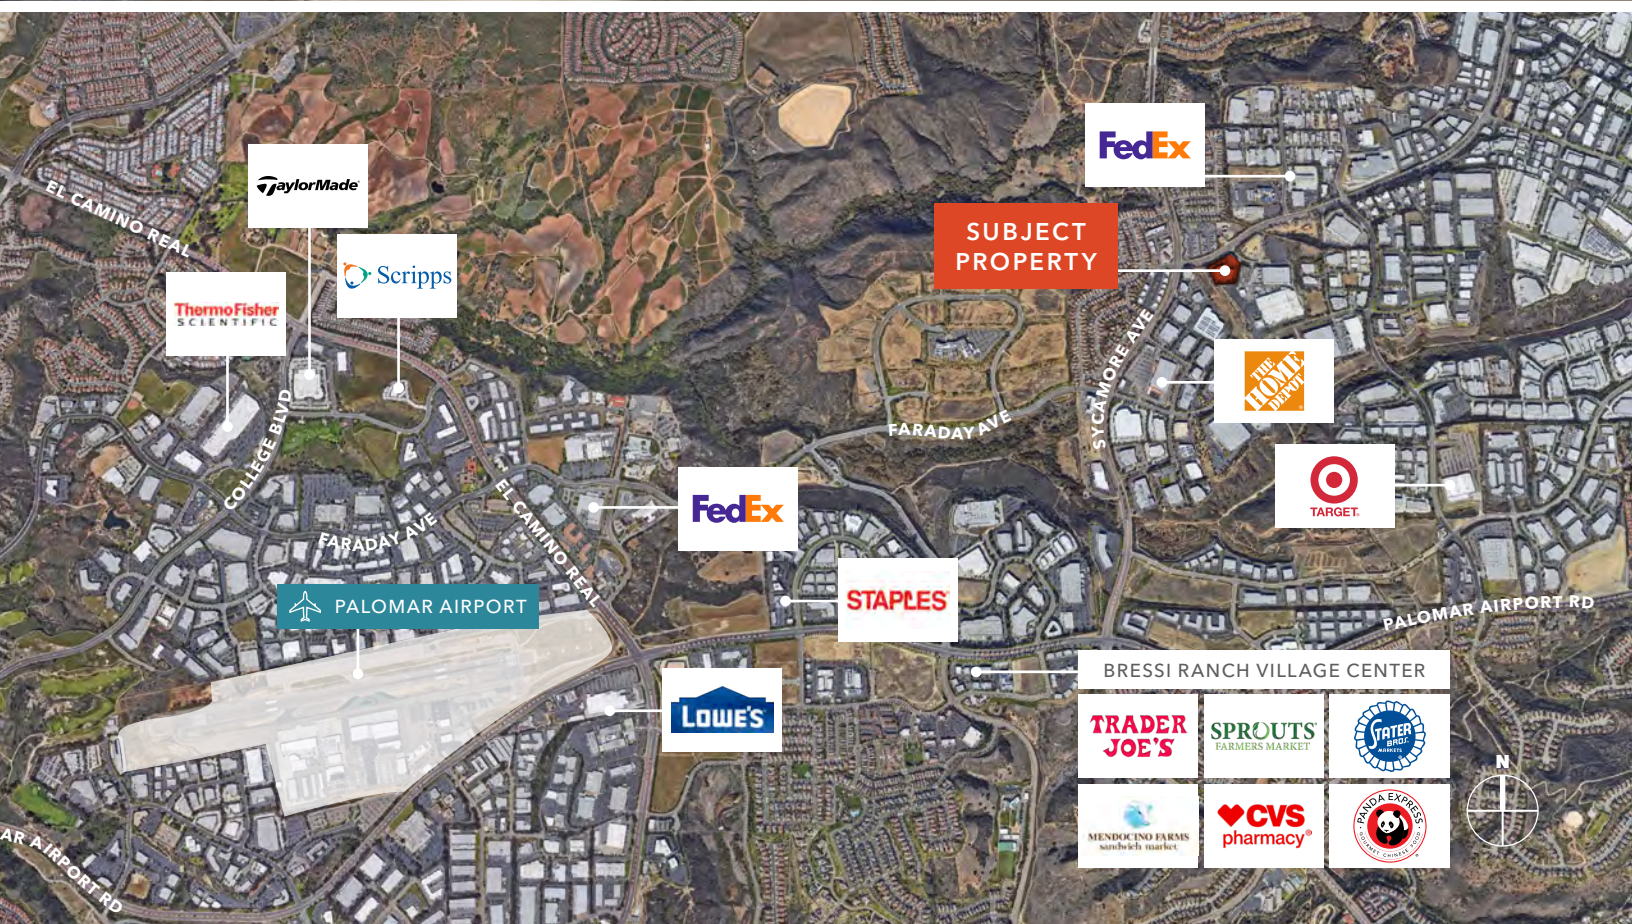 FedEx
TaylorMade
EL CAMINO REAL
SUBJECT
PROPERTY
Scripps
ThermoFisher
SCIENTIFIC
SYCAMORE AVE
THE
HOME
DEPOT
COLLEGE BLVD
FARADAY AVE
TARGET
FedEx
EL CAMINO REAL
FARADAY AVE
STAPLES
PALOMAR AIRPORT
PALOMAR AIRPORT RD
BRESSI RANCH VILLAGE CENTER
LOWE'S
TRADER
JOE'S
SPROUTS
FARMERS MARKET
STATER
BROS.
MARKETS
N
MENDOCINO FARMS
sandwich market
CVS
pharmacy®
PANDA EXPRESS
GOURMET CHINESE FOOD
AR AIRPORT RD